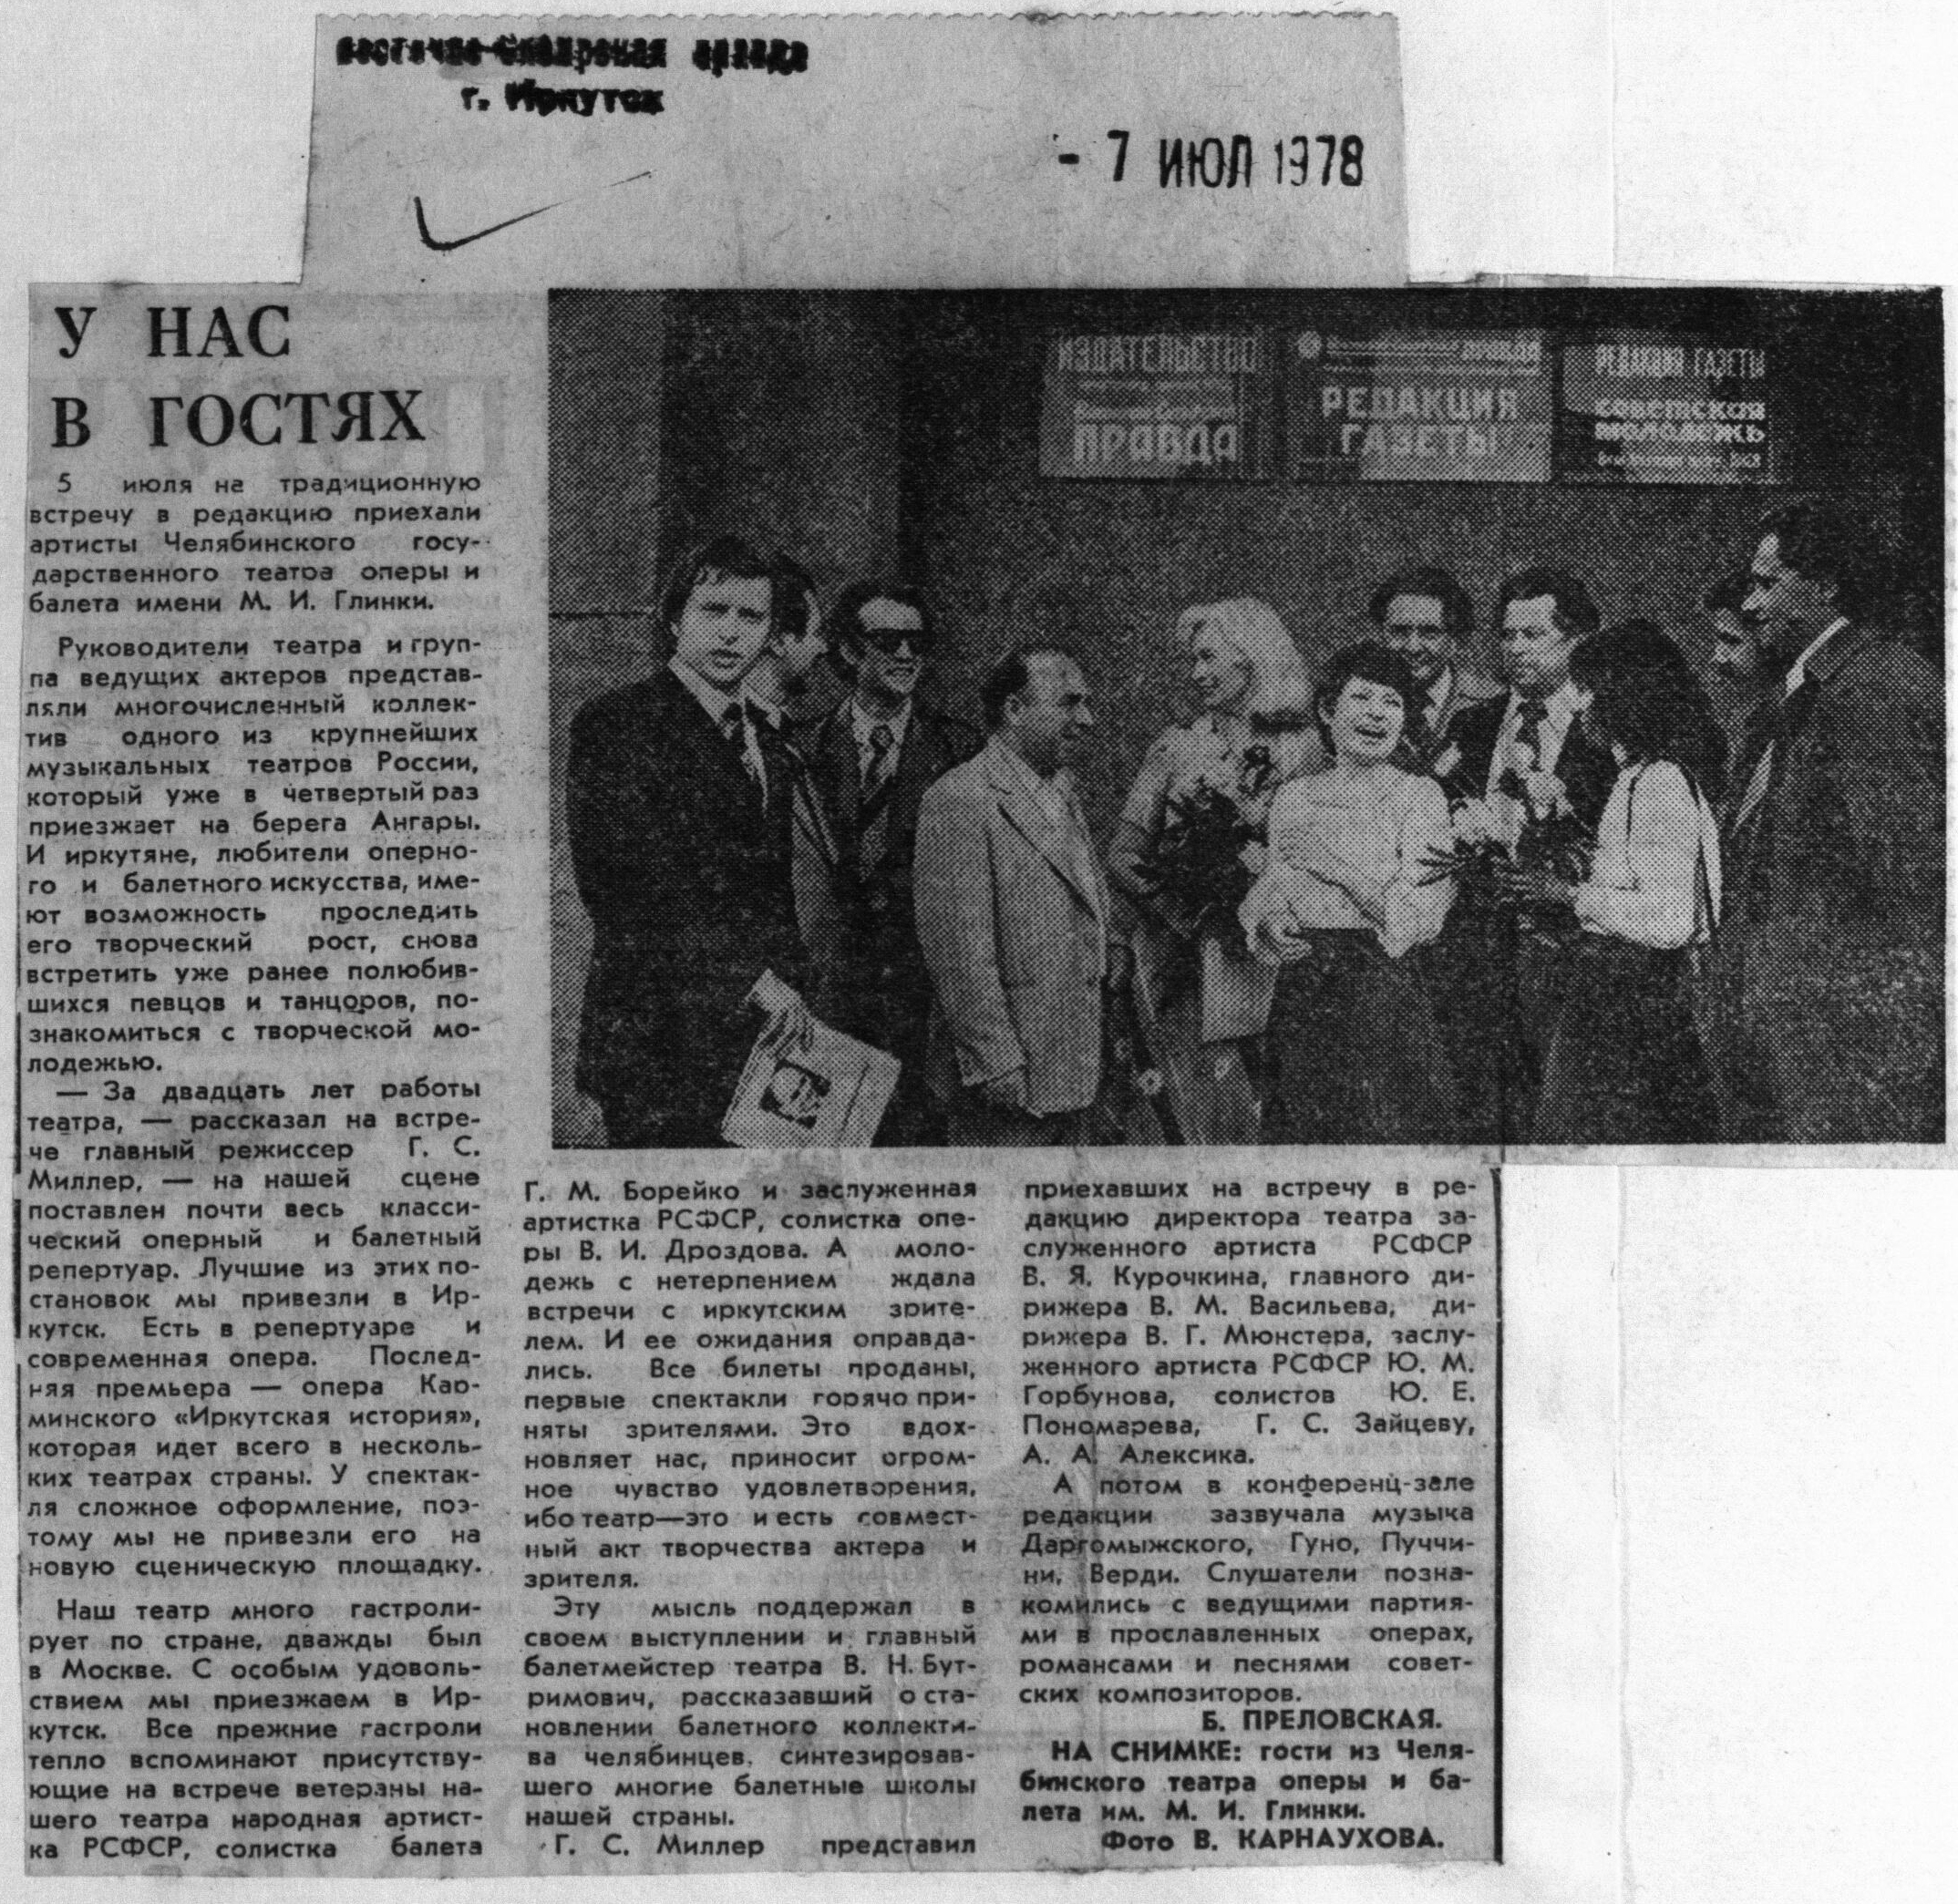 Восточно-Сибирская правда
г. Иркутск
- 7 ИЮЛ 1978
У НАС
В ГОСТЯХ
5 июля на традиционную
встречу в редакцию приехали
артисты Челябинского госу-
дарственного театра оперы и
балета имени М. И. Глинки.
Руководители театра и груп-
па ведущих актеров представ-
ляли многочисленный коллек-
тив одного из крупнейших
музыкальных театров России,
который уже в четвертый раз
приезжает на берега Ангары.
И иркутяне, любители оперно-
го и балетного искусства, име-
ют возможность проследить
его творческий рост, снова
встретить уже ранее полюбив-
шихся певцов и танцоров, по-
знакомиться с творческой мо-
лодежью.
— За двадцать лет работы
театра, — рассказал на встре-
че главный режиссер Г. С.
Миллер, — на нашей сцене
поставлен почти весь класси-
ческий оперный и балетный
репертуар. Лучшие из этих по-
становок мы привезли в Ир-
кутск. Есть в репертуаре и
современная опера. Послед-
няя премьера — опера Кар-
минского «Иркутская история»,
которая идет всего в несколь-
ких театрах страны. У спектак-
ля сложное оформление, поэ-
тому мы не привезли его на
новую сценическую площадку.
Наш театр много гастроли-
рует по стране, дважды был
в Москве. С особым удоволь-
ствием мы приезжаем в Ир-
кутск. Все прежние гастроли
тепло вспоминают присутству-
ющие на встрече ветераны на-
шего театра народная артист-
ка РСФСР, солистка балета
Г. М. Борейко и заслуженная
артистка РСФСР, солистка опе-
ры В. И. Дроздова. А моло-
дежь с нетерпением ждала
встречи с иркутским зрите-
лем. И ее ожидания оправда-
лись. Все билеты проданы,
первые спектакли горячо при-
няты зрителями. Это вдох-
новляет нас, приносит огром-
ное чувство удовлетворения,
ибо театр—это и есть совмест-
ный акт творчества актера и
зрителя.
Эту мысль поддержал в
своем выступлении и главный
балетмейстер театра В. Н. Бут-
римович, рассказавший о ста-
новлении балетного коллекти-
ва челябинцев, синтезировав-
шего многие балетные школы
нашей страны.
Г. С. Миллер представил
приехавших на встречу в ре-
дакцию директора театра за-
служенного артиста РСФСР
В. Я. Курочкина, главного ди-
рижера В. М. Васильева, ди-
рижера В. Г. Мюнстера, заслу-
женного артиста РСФСР Ю. М.
Горбунова, солистов Ю. Е.
Пономарева, Г. С. Зайцеву,
А. А. Алексика.
А потом в конференц-зале
редакции зазвучала музыка
Даргомыжского, Гуно, Пуччи-
ни, Верди. Слушатели позна-
комились с ведущими партия-
ми в прославленных операх,
романсами и песнями совет-
ских композиторов.
Б. ПРЕЛОВСКАЯ.
НА СНИМКЕ: гости из Челя-
бинского театра оперы и ба-
лета им. М. И. Глинки.
Фото В. КАРНАУХОВА.
ИЗДАТЕЛЬСТВО
ПРАВДА
ПРАВДА
РЕДАКЦИЯ
ГАЗЕТЫ
РЕДАКЦИЯ ГАЗЕТЫ
советская
молодежь